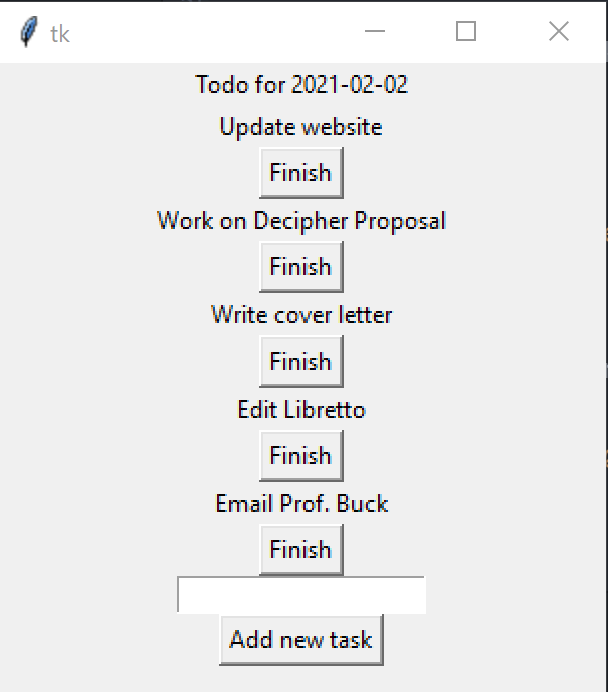 tk
Todo for 2021-02-02
Update website
Finish
Work on Decipher Proposal
Finish
Write cover letter
Finish
Edit Libretto
Finish
Email Prof. Buck
Finish
Add new task